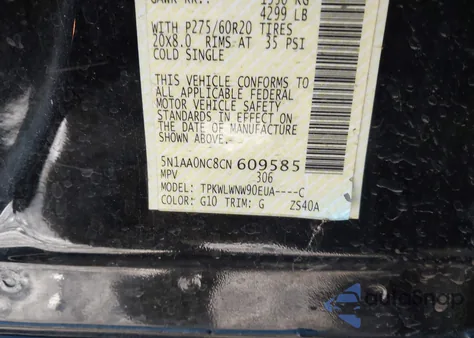 4299 LB
WITH P275/60R20 TIRES
20x8.0 RIMS AT 35 PSI
COLD SINGLE
THIS VEHICLE CONFORMS TO
ALL APPLICABLE FEDERAL
MOTOR VEHICLE SAFETY
STANDARDS IN EFFECT ON
THE DATE OF MANUFACTURE
SHOWN ABOVE.
5N1AA0NC8CN 609585
MPV 306
MODEL: TPKWLWNW90EUA----C
COLOR: G10 TRIM: G ZS40A
autoSnap